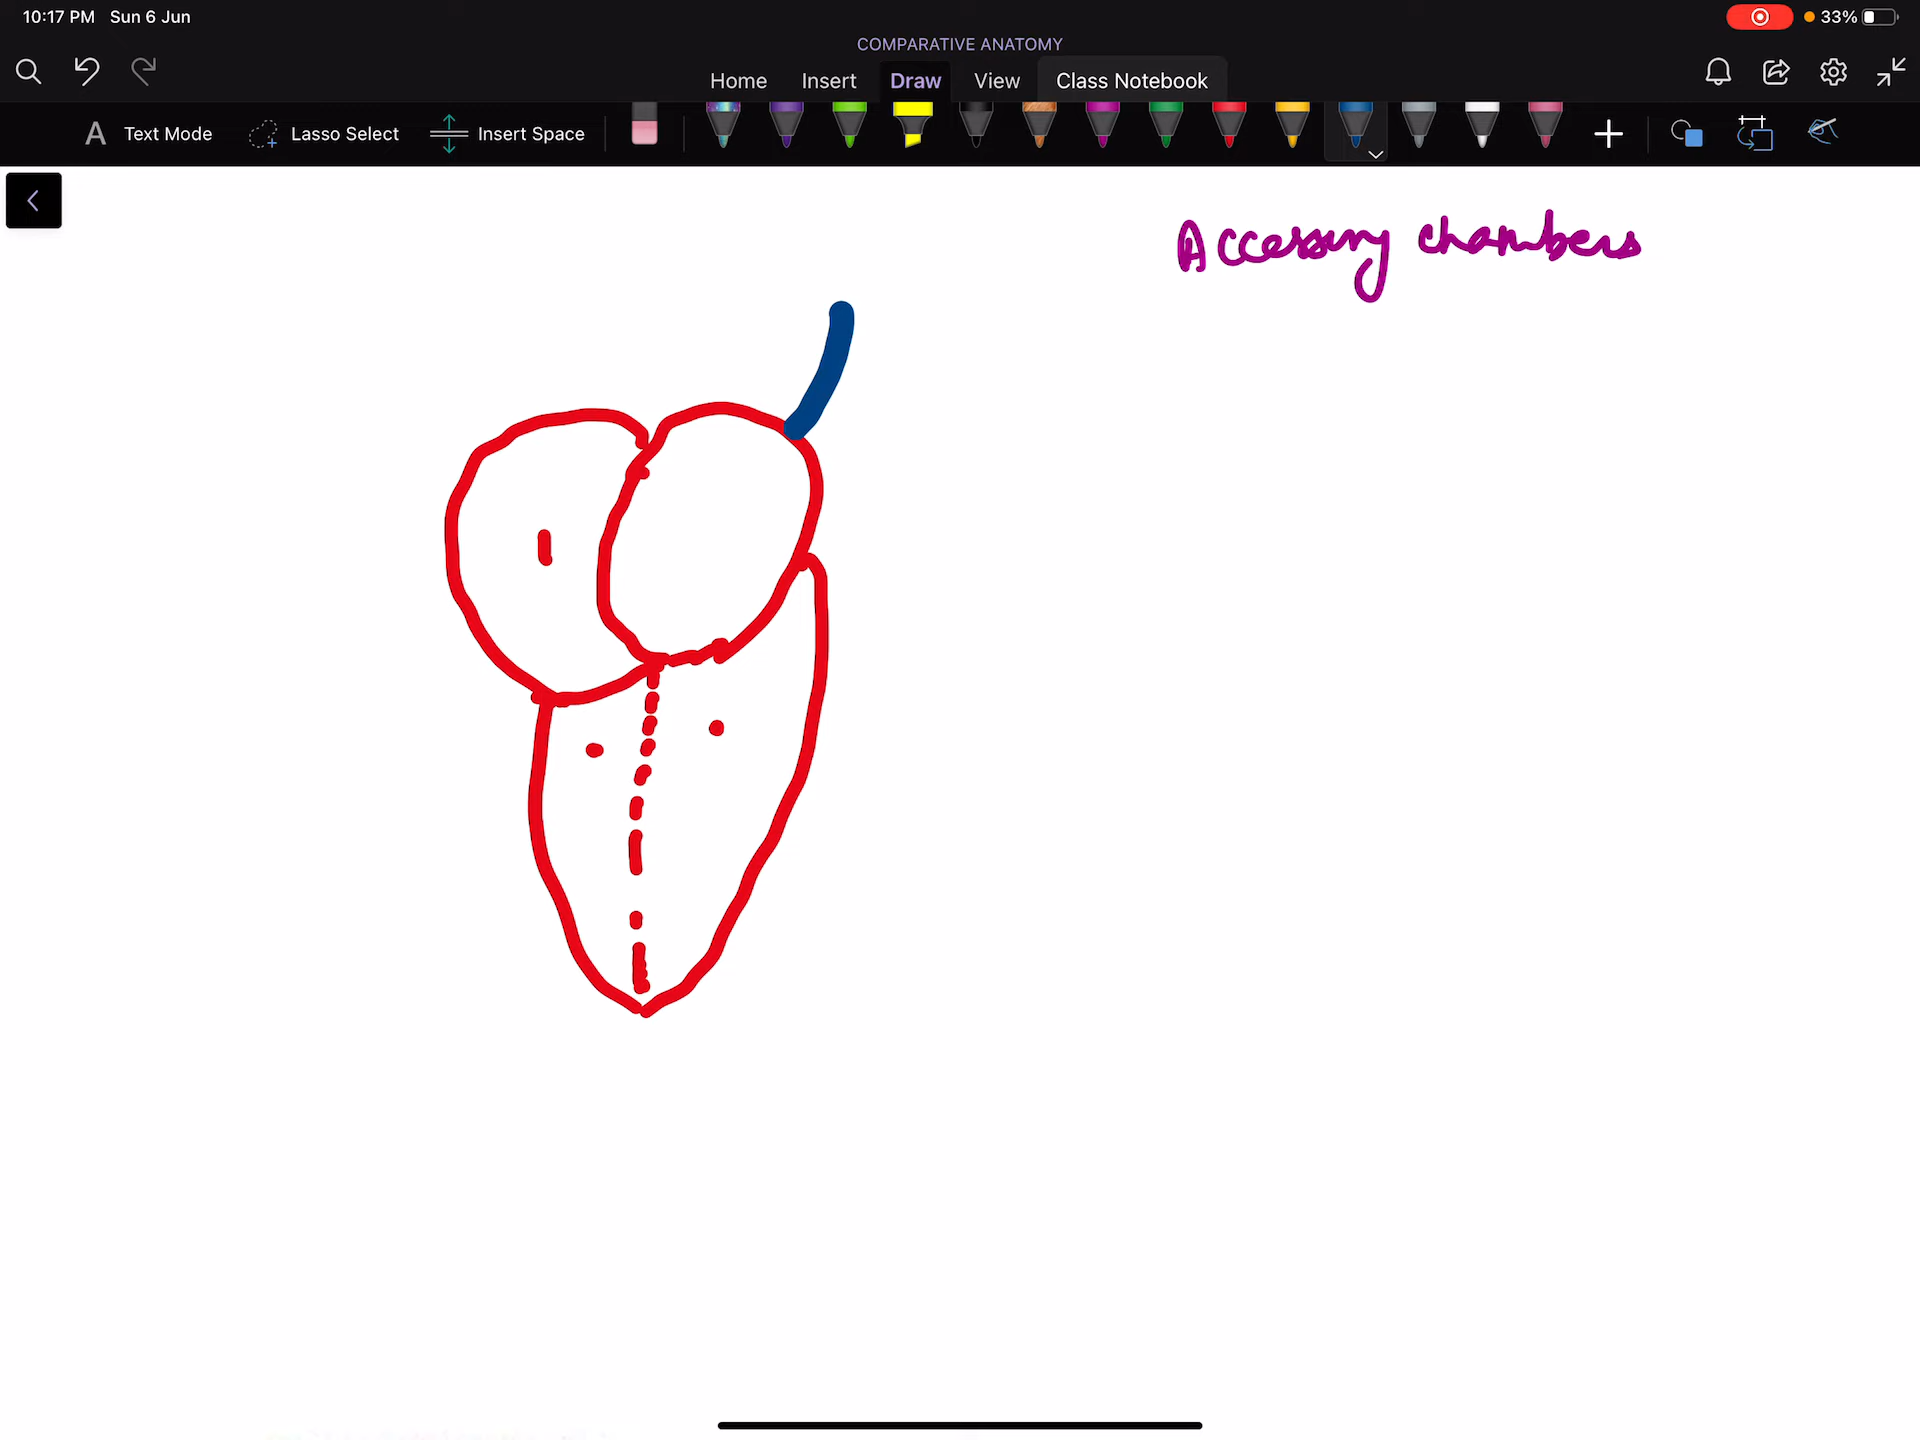 10:17 PM Sun 6 Jun
33%
COMPARATIVE ANATOMY
Home Insert Draw View Class Notebook
A Text Mode Lasso Select Insert Space
Accessory chambers